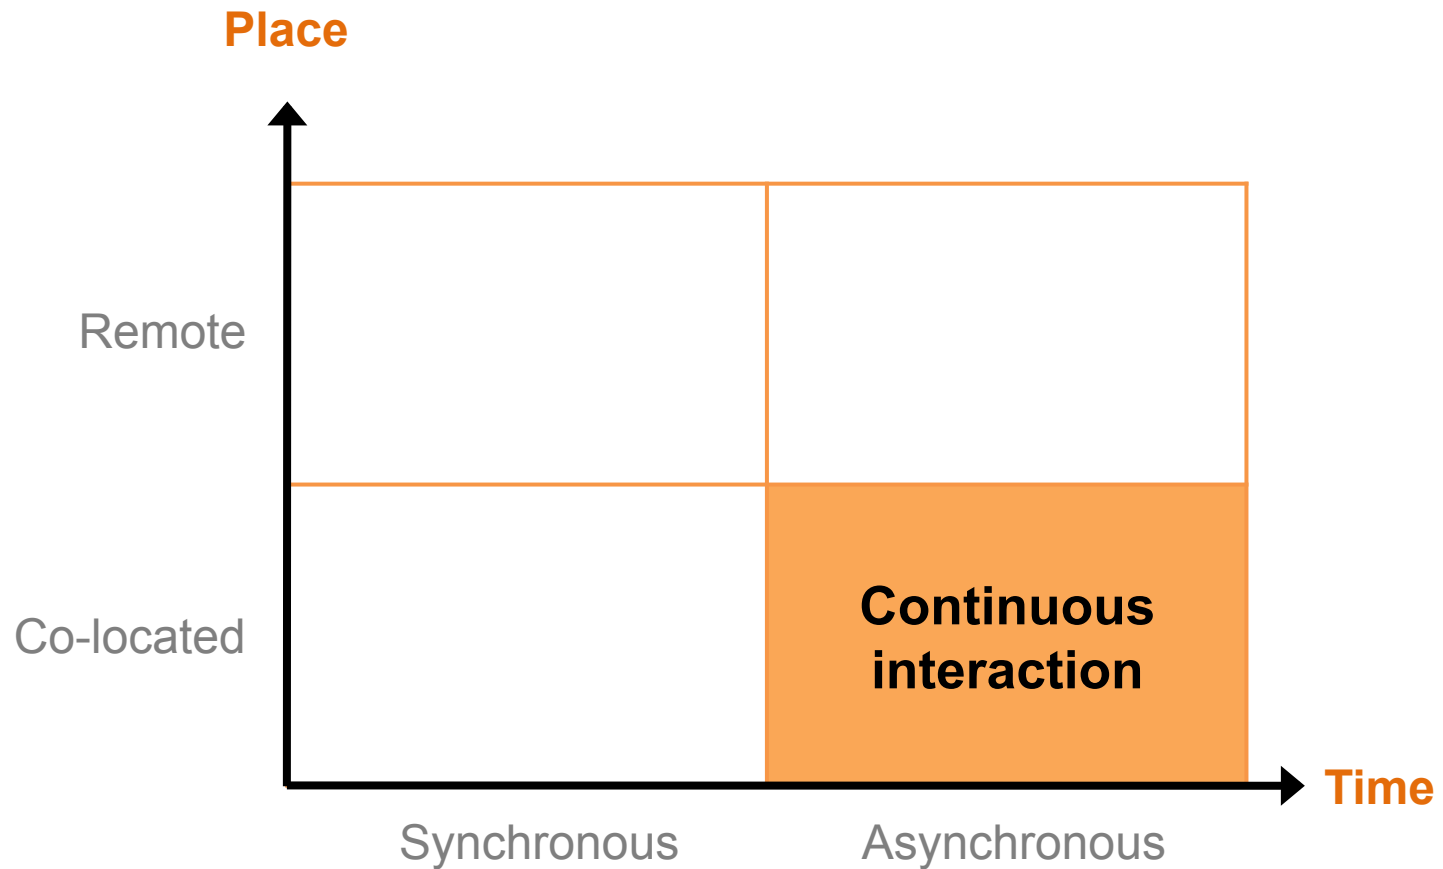 Place
Remote
Co-located
Continuous
interaction
Time
Synchronous
Asynchronous